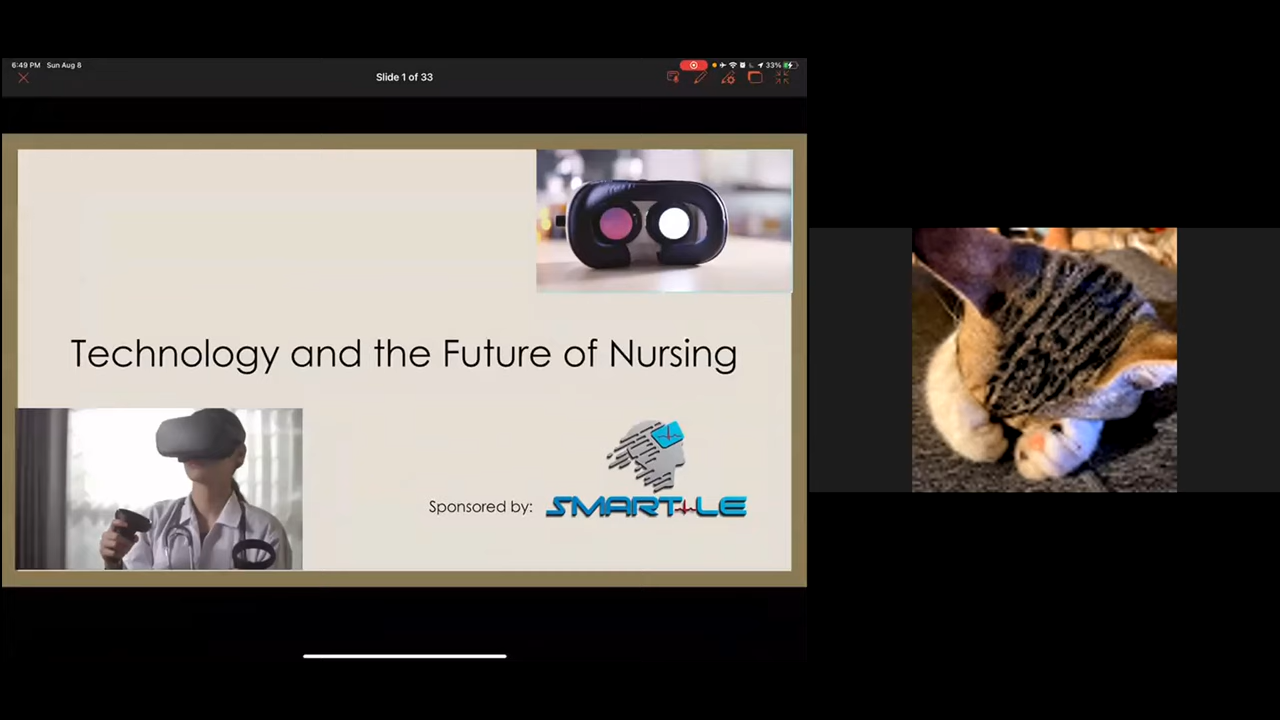 6:49 PM Sun Aug 8
33%
Slide 1 of 33
Technology and the Future of Nursing
Sponsored by:
SMART LE